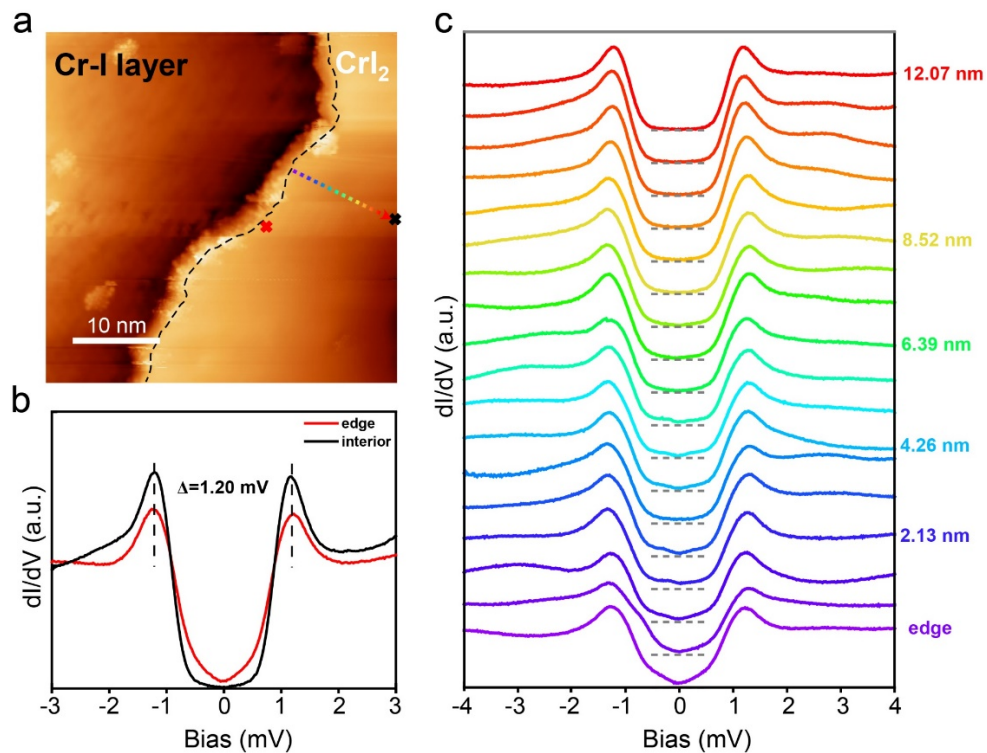 a
Cr-I layer
CrI₂
10 nm
b
edge
interior
Δ=1.20 mV
dI/dV (a.u.)
-3 -2 -1 0 1 2 3
Bias (mV)
c
12.07 nm
8.52 nm
6.39 nm
4.26 nm
2.13 nm
edge
dI/dV (a.u.)
-4 -3 -2 -1 0 1 2 3 4
Bias (mV)